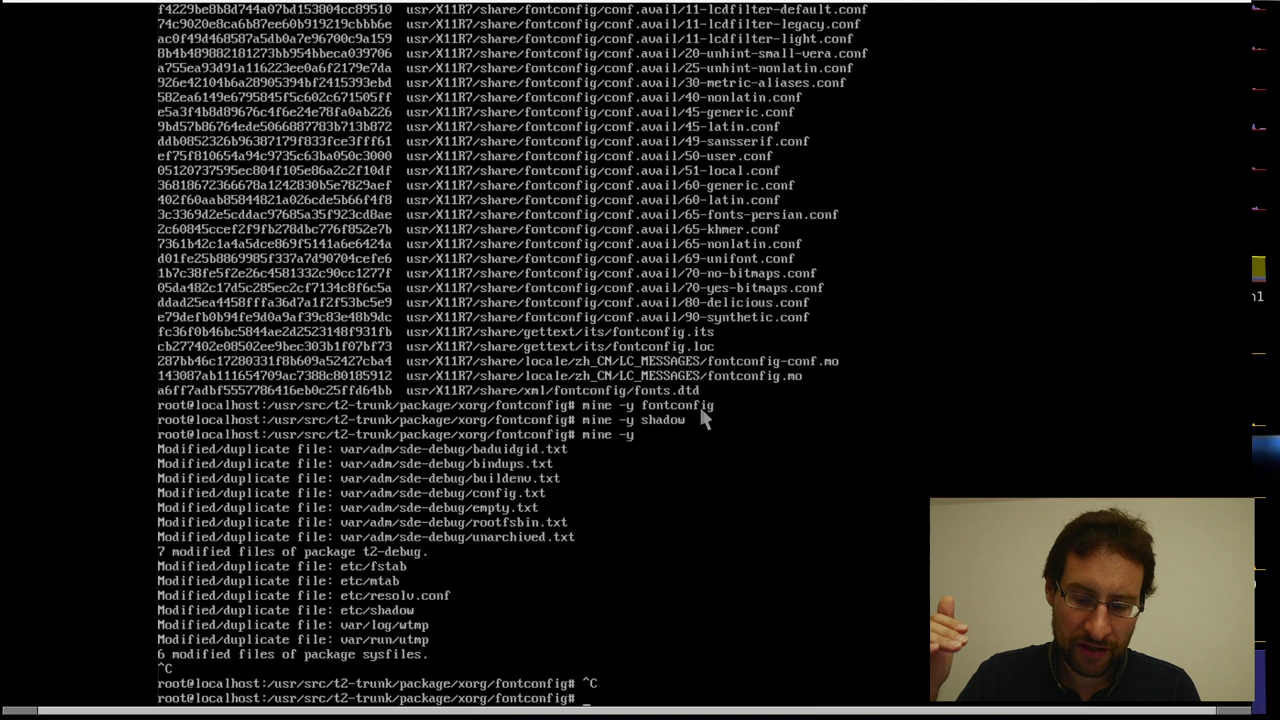 f4229be8b8d744a07bd153804cc89510  usr/X11R7/share/fontconfig/conf.avail/11-lcdfilter-default.conf
74c9020e8ca6b87ee60b919219cbbb6e  usr/X11R7/share/fontconfig/conf.avail/11-lcdfilter-legacy.conf
ac0f49d468587a5db0a7e96700c9a159  usr/X11R7/share/fontconfig/conf.avail/11-lcdfilter-light.conf
8b4b489882181273bb954bbeca039706  usr/X11R7/share/fontconfig/conf.avail/20-unhint-small-vera.conf
a755ea93d91a116223ee0a6f2179e7da  usr/X11R7/share/fontconfig/conf.avail/25-unhint-nonlatin.conf
926e42104b6a28905394bf2415393ebd  usr/X11R7/share/fontconfig/conf.avail/30-metric-aliases.conf
582ea6149e6795845f5c602c671505ff  usr/X11R7/share/fontconfig/conf.avail/40-nonlatin.conf
e5a3f4b8d89676c4f6e24e78fa0ab226  usr/X11R7/share/fontconfig/conf.avail/45-generic.conf
9bd57b86764ede5066887783b713b872  usr/X11R7/share/fontconfig/conf.avail/45-latin.conf
ddb0852326b96387179f833fce3fff61  usr/X11R7/share/fontconfig/conf.avail/49-sansserif.conf
ef75f810654a94c9735c63ba050c3000  usr/X11R7/share/fontconfig/conf.avail/50-user.conf
05120737595ec804f105e86a2c2f10df  usr/X11R7/share/fontconfig/conf.avail/51-local.conf
36818672366678a1242830b5e7829aef  usr/X11R7/share/fontconfig/conf.avail/60-generic.conf
402f60aab85844821a026cde5b66f4f8  usr/X11R7/share/fontconfig/conf.avail/60-latin.conf
3c3369d2e5cddac97685a35f923cd8ae  usr/X11R7/share/fontconfig/conf.avail/65-fonts-persian.conf
2c60845ccef2f9fb278dbc776f852e7b  usr/X11R7/share/fontconfig/conf.avail/65-khmer.conf
7361b42c1a4a5dce869f5141a6e6424a  usr/X11R7/share/fontconfig/conf.avail/65-nonlatin.conf
d01fe25b8869985f337a57d90704cefe6  usr/X11R7/share/fontconfig/conf.avail/69-unifont.conf
1b7c38fe5f2e26c4581332c90cc1277f  usr/X11R7/share/fontconfig/conf.avail/70-no-bitmaps.conf
05da482c17d5c285ec2cf7134ef8c65a  usr/X11R7/share/fontconfig/conf.avail/70-yes-bitmaps.conf
ddad25ea4458fffa36d7a1f2f53bc5e9  usr/X11R7/share/fontconfig/conf.avail/80-delicious.conf
e79defb0b94fe9e0a0f39c83e48b9dc  usr/X11R7/share/fontconfig/conf.avail/90-synthetic.conf
fc36f0b46bc5844ae2d2523148f931fb  usr/X11R7/share/gettext/its/fontconfig.its
cb277402e08502ee9bec303b1f07bf73  usr/X11R7/share/gettext/its/fontconfig.loc
287bb46c17280331f8b609a52427cba4  usr/X11R7/share/locale/zh_CN/LC_MESSAGES/fontconfig-conf.mo
143087ab111654709ac7388c80185912  usr/X11R7/share/locale/zh_CN/LC_MESSAGES/fontconfig.mo
a6ff7adbf5557786416eb0c25ffd64bb  usr/X11R7/share/xml/fontconfig/fonts.dtd
root@localhost:/usr/src/t2-trunk/package/xorg/fontconfig# mine -y fontconfig
root@localhost:/usr/src/t2-trunk/package/xorg/fontconfig# mine -y shadow
root@localhost:/usr/src/t2-trunk/package/xorg/fontconfig# mine -y
Modified/duplicate file: var/adm/sde-debug/baduidgid.txt
Modified/duplicate file: var/adm/sde-debug/bindups.txt
Modified/duplicate file: var/adm/sde-debug/buildenv.txt
Modified/duplicate file: var/adm/sde-debug/config.txt
Modified/duplicate file: var/adm/sde-debug/empty.txt
Modified/duplicate file: var/adm/sde-debug/rootfsbin.txt
Modified/duplicate file: var/adm/sde-debug/unarchived.txt
7 modified files of package t2-debug.
Modified/duplicate file: etc/fstab
Modified/duplicate file: etc/mtab
Modified/duplicate file: etc/resolv.conf
Modified/duplicate file: etc/shadow
Modified/duplicate file: var/log/wtmp
Modified/duplicate file: var/run/utmp
6 modified files of package sysfiles.
^C
root@localhost:/usr/src/t2-trunk/package/xorg/fontconfig# ^C
root@localhost:/usr/src/t2-trunk/package/xorg/fontconfig# _